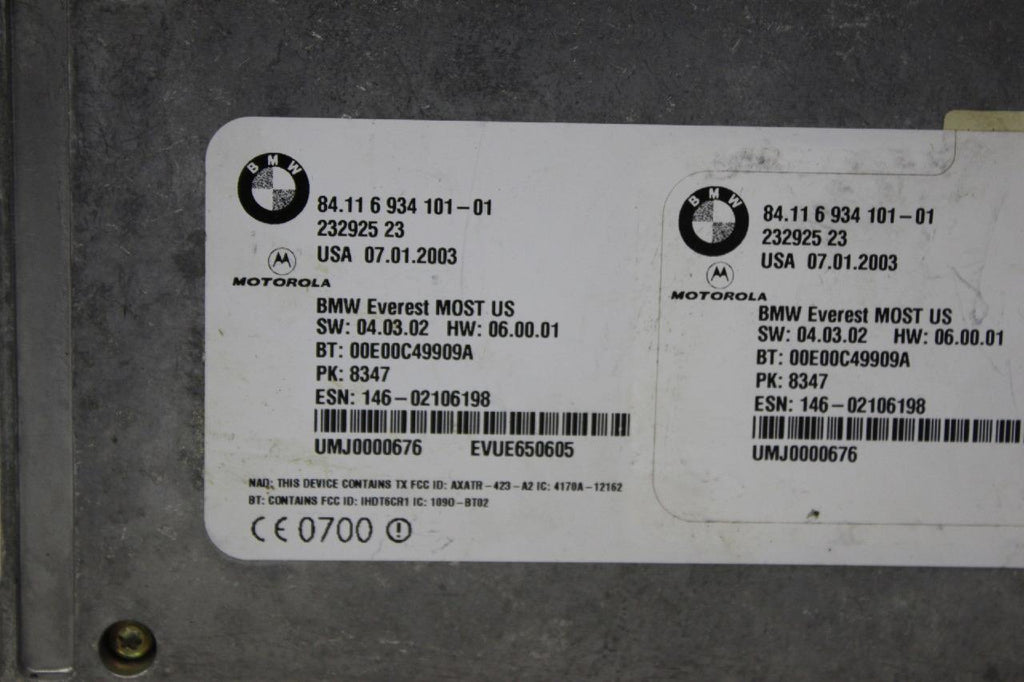 BMW
84.11 6 934 101-01
232925 23
USA 07.01.2003
MOTOROLA
BMW Everest MOST US
SW: 04.03.02 HW: 06.00.01
BT: 00E00C49909A
PK: 8347
ESN: 146-02106198
UMJ0000676 EVUE650605
NAD: THIS DEVICE CONTAINS TX FCC ID: AXATR-423-A2 IC: 4170A-12162
BT: CONTAINS FCC ID: IHDT6CR1 IC: 1090-BT02
CE 0700
BMW
84.11 6 934 101-01
232925 23
USA 07.01.2003
MOTOROLA
BMW Everest MOST US
SW: 04.03.02 HW: 06.00.01
BT: 00E00C49909A
PK: 8347
ESN: 146-02106198
UMJ0000676